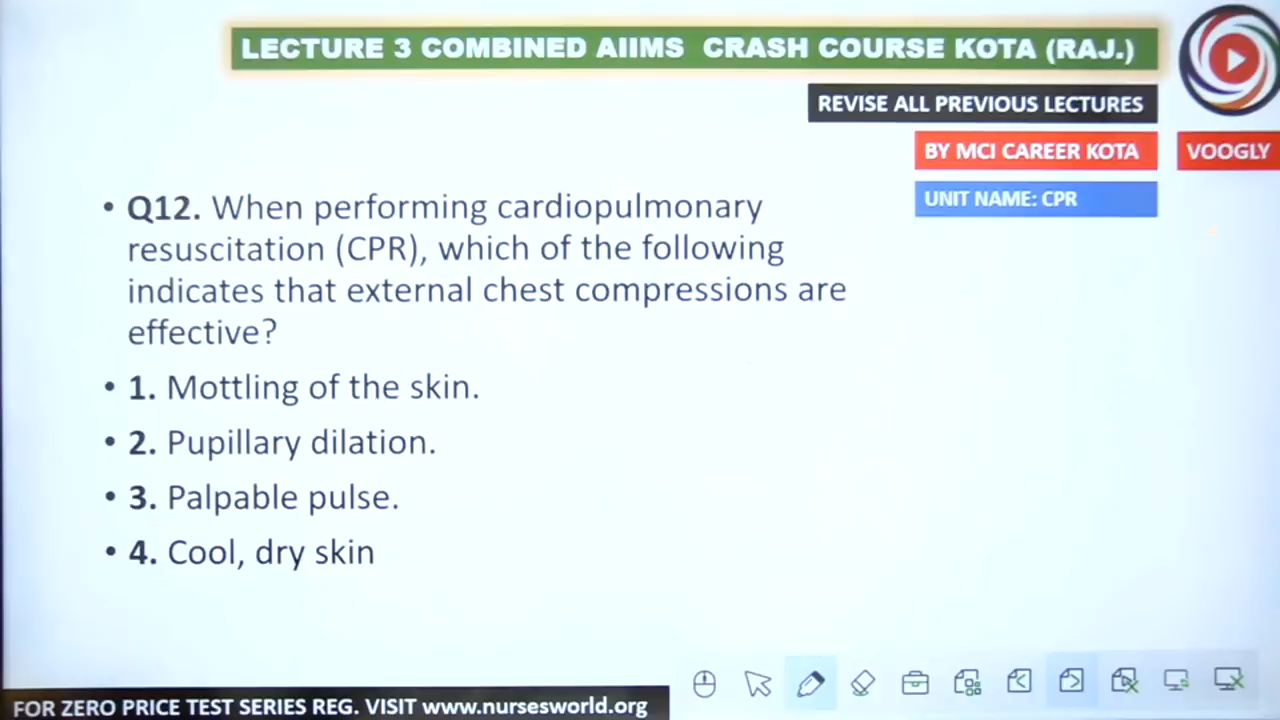 LECTURE 3 COMBINED AIIMS CRASH COURSE KOTA (RAJ.)
REVISE ALL PREVIOUS LECTURES
BY MCI CAREER KOTA
VOOGLY
UNIT NAME: CPR
• Q12. When performing cardiopulmonary
resuscitation (CPR), which of the following
indicates that external chest compressions are
effective?
• 1. Mottling of the skin.
• 2. Pupillary dilation.
• 3. Palpable pulse.
• 4. Cool, dry skin
FOR ZERO PRICE TEST SERIES REG. VISIT www.nursesworld.org